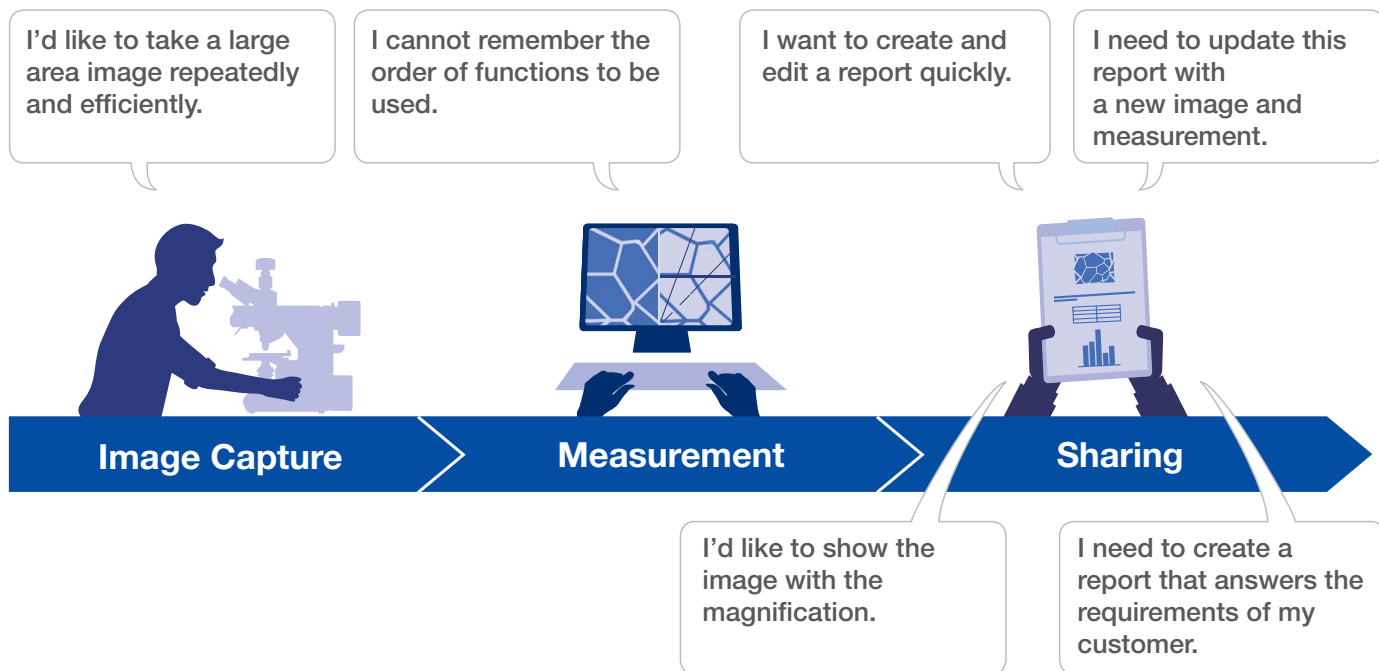 I’d like to take a large
area image repeatedly
and efficiently.
I cannot remember the
order of functions to be
used.
I want to create and
edit a report quickly.
I need to update this
report with
a new image and
measurement.
Image Capture
Measurement
Sharing
I’d like to show the
image with the
magnification.
I need to create a
report that answers the
requirements of my
customer.